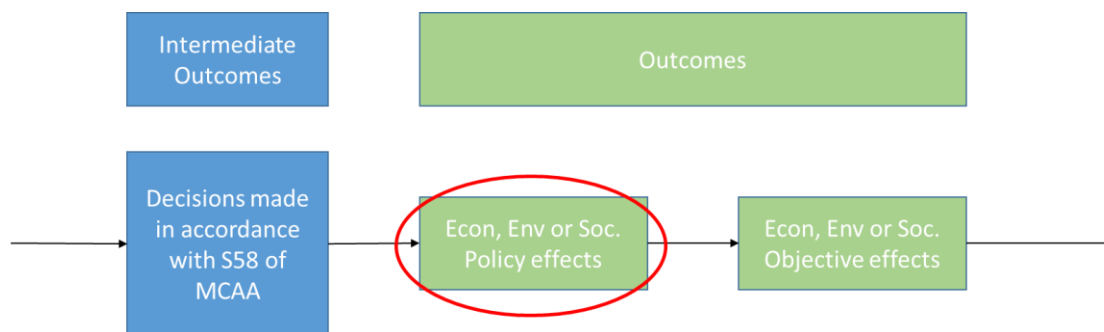 Intermediate
Outcomes
Outcomes
Decisions made
in accordance
with S58 of
MCAA
Econ, Env or Soc.
Policy effects
Econ, Env or Soc.
Objective effects